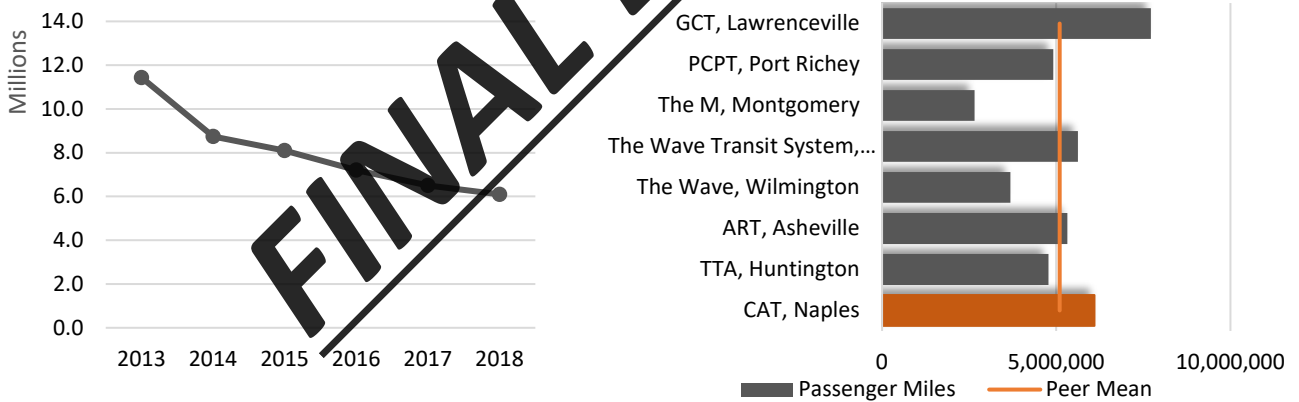 Millions
14.0
12.0
10.0
8.0
6.0
4.0
2.0
0.0
2013 2014 2015 2016 2017 2018
FINAL
GCT, Lawrenceville
PCPT, Port Richey
The M, Montgomery
The Wave Transit System,...
The Wave, Wilmington
ART, Asheville
TTA, Huntington
CAT, Naples
0 5,000,000 10,000,000
Passenger Miles Peer Mean